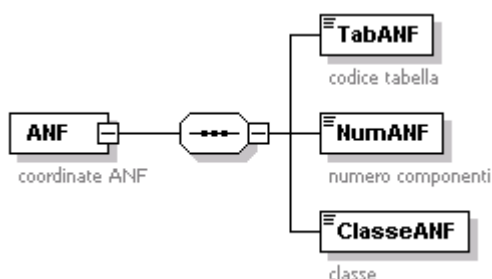 TabANF
codice tabella
ANF
coordinate ANF
NumANF
numero componenti
ClasseANF
classe